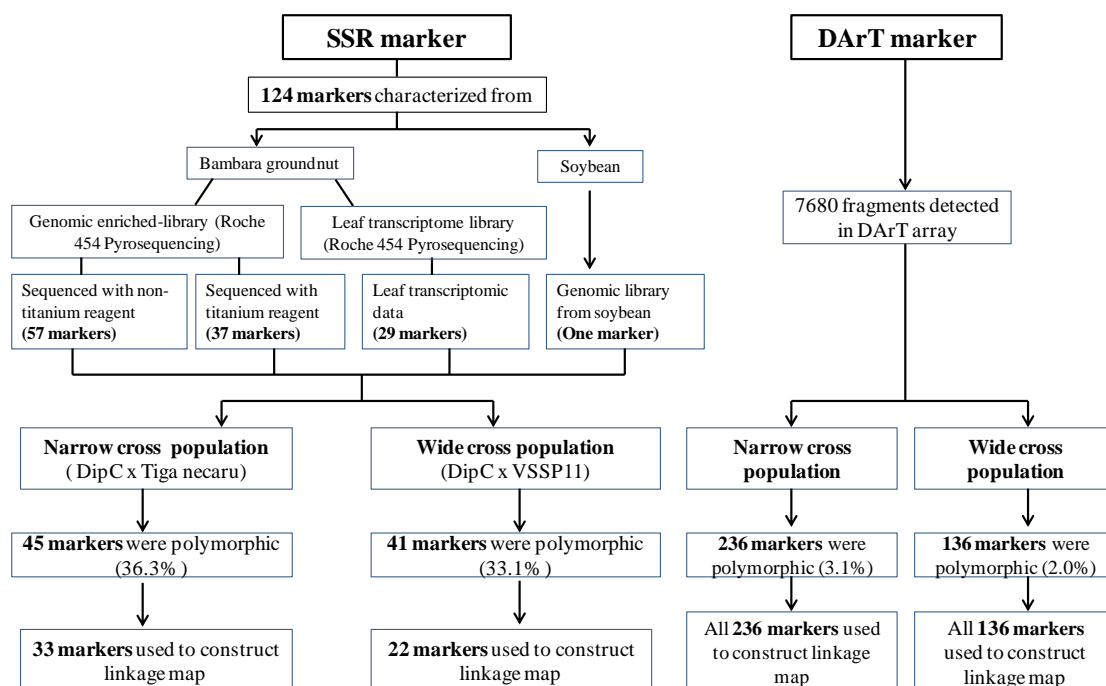 SSR marker
DArT marker
124 markers characterized from
Bambara groundnut
Soybean
7680 fragments detected
in DArT array
Genomic enriched-library (Roche
454 Pyrosequencing)
Leaf transcriptome library
(Roche 454 Pyrosequencing)
Sequenced with non-
titanium reagent
(57 markers)
Sequenced with
titanium reagent
(37 markers)
Leaf transcriptomic
data
(29 markers)
Genomic library
from soybean
(One marker)
Narrow cross population
( DipC x Tiga necaru)
Wide cross population
(DipC x VSSP11)
Narrow cross
population
Wide cross
population
45 markers were polymorphic
(36.3% )
41 markers were polymorphic
(33.1% )
236 markers were
polymorphic (3.1%)
136 markers were
polymorphic (2.0%)
33 markers used to construct
linkage map
22 markers used to construct
linkage map
All 236 markers used
to construct linkage
map
All 136 markers
used to construct
linkage map